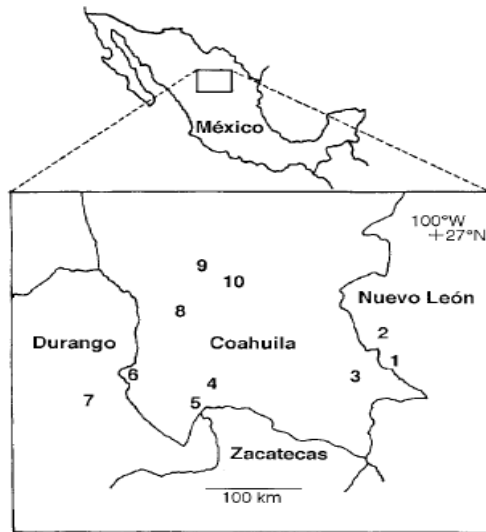 México
100°W
+27°N
9
10
Nuevo León
8
2
Durango
Coahuila
1
6
3
4
7
5
Zacatecas
100 km